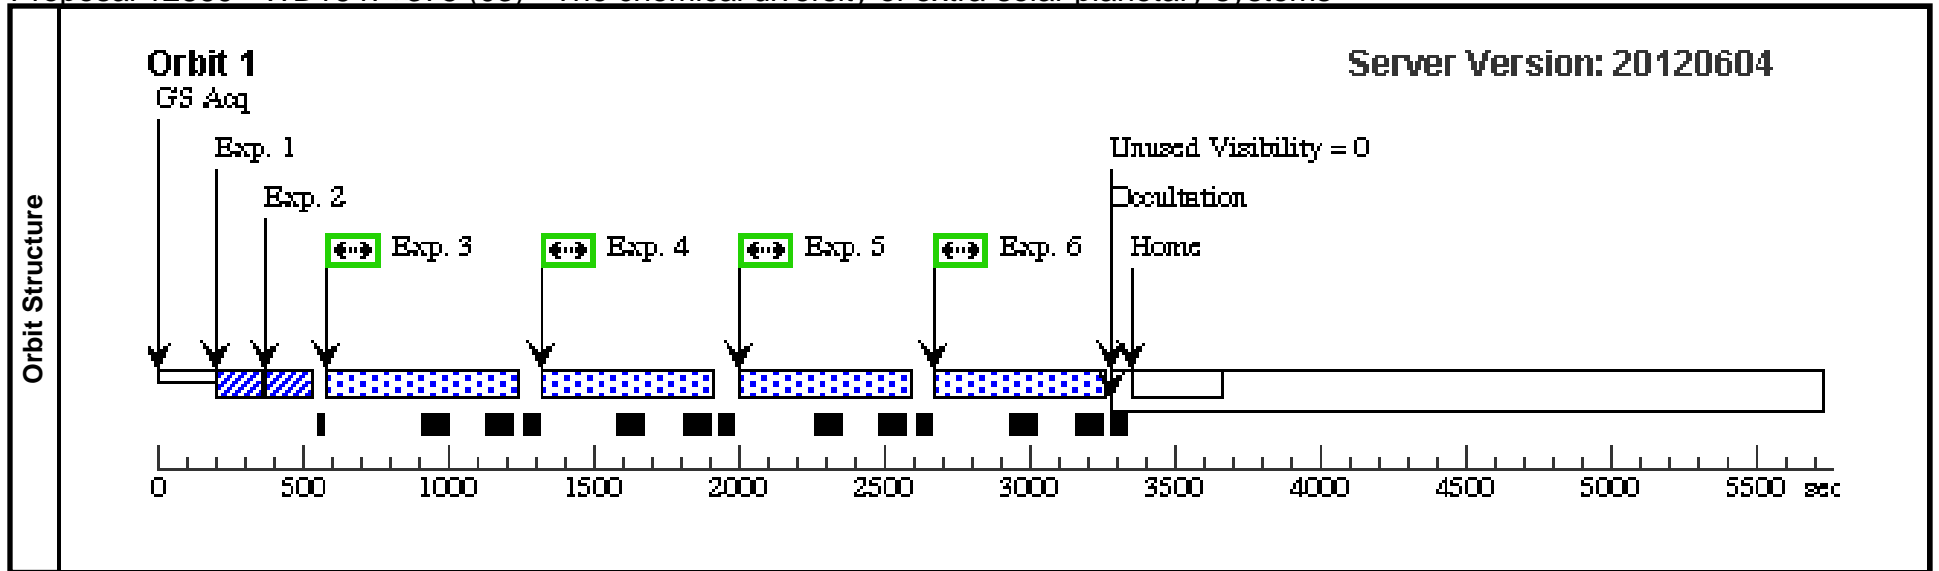 Orbit Structure
Orbit 1
Server Version: 20120604
GS Acq
Exp. 1
Unused Visibility = 0
Exp. 2
Occultation
Exp. 3
Exp. 4
Exp. 5
Exp. 6
Home
0 500 1000 1500 2000 2500 3000 3500 4000 4500 5000 5500 sec